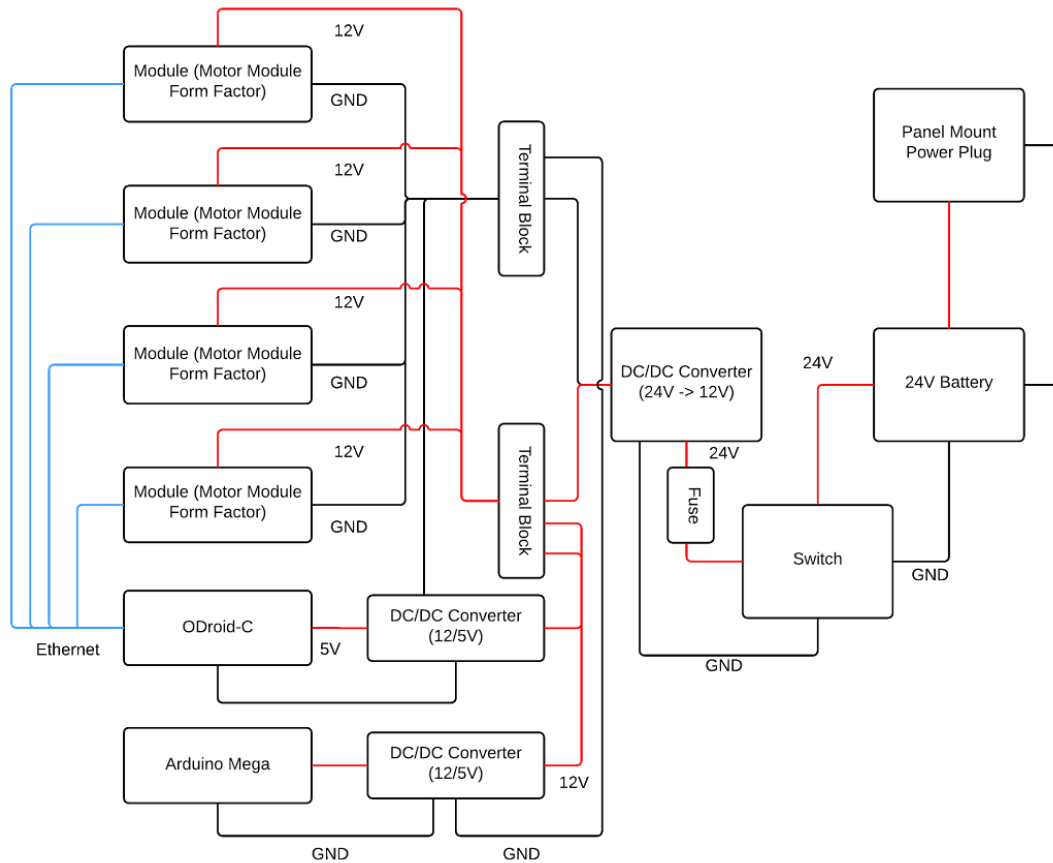 12V
Module (Motor Module
Form Factor)
GND
Panel Mount
Power Plug
Terminal Block
12V
Module (Motor Module
Form Factor)
GND
12V
Module (Motor Module
Form Factor)
GND
DC/DC Converter
(24V -> 12V)
24V
24V Battery
12V
Module (Motor Module
Form Factor)
GND
Terminal Block
24V
Fuse
Switch
GND
ODroid-C
5V
DC/DC Converter
(12/5V)
Ethernet
GND
Arduino Mega
DC/DC Converter
(12/5V)
12V
GND
GND